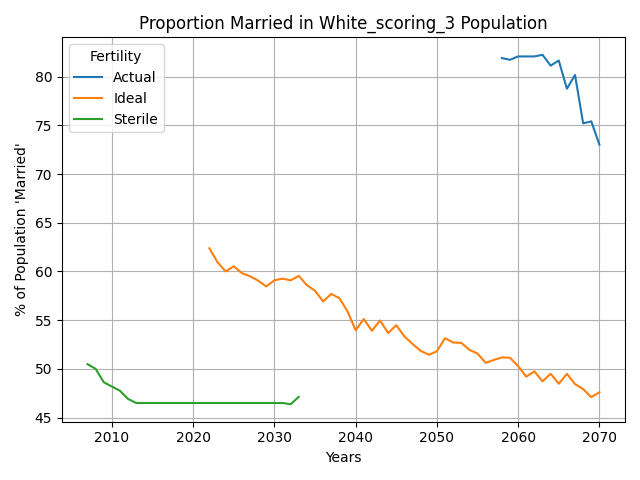 Proportion Married in White_scoring_3 Population
Fertility
Actual
Ideal
Sterile
% of Population 'Married'
80
75
70
65
60
55
50
45
2010
2020
2030
2040
2050
2060
2070
Years